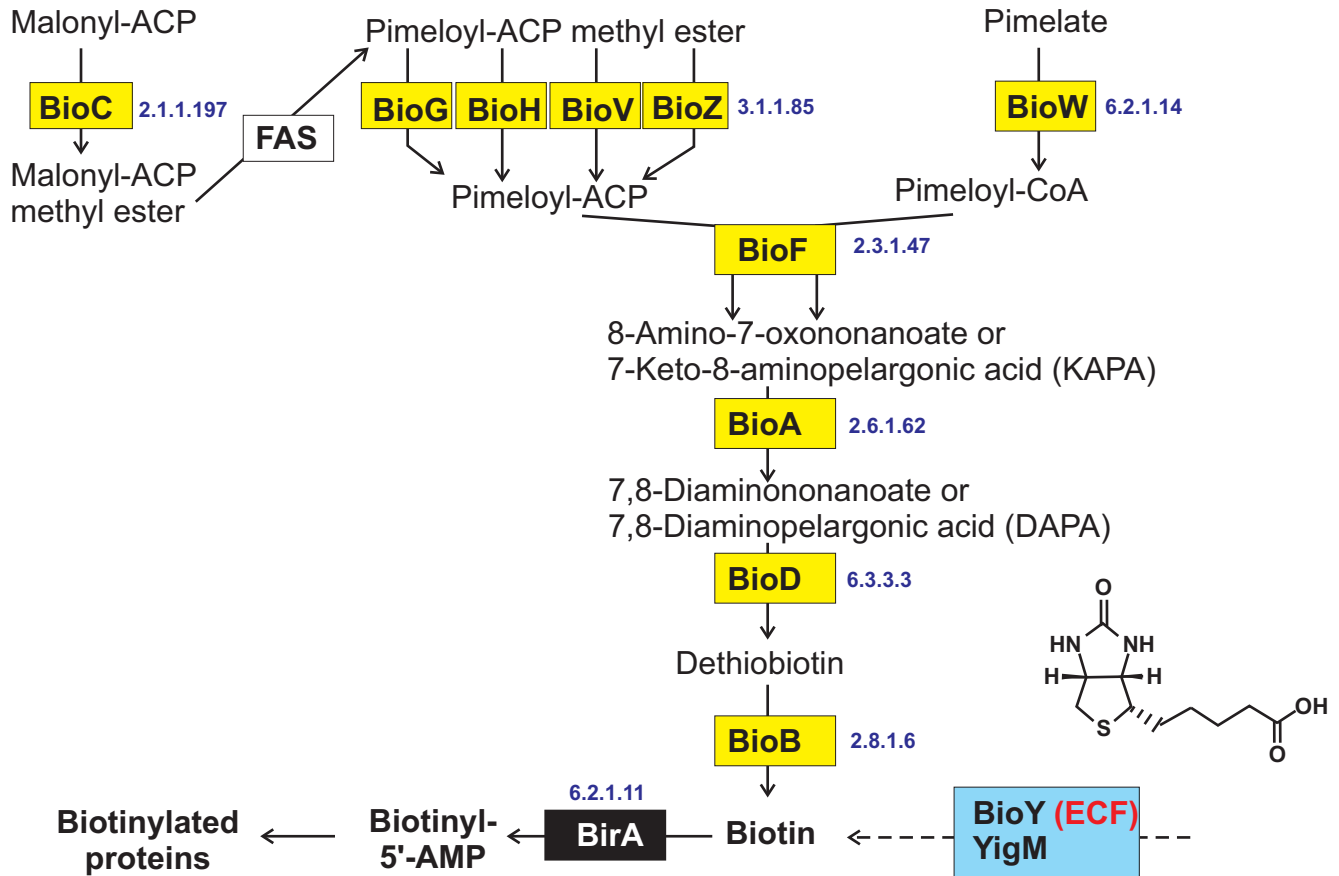 Malonyl-ACP
BioC
2.1.1.197
Malonyl-ACP
methyl ester
FAS
Pimeloyl-ACP methyl ester
BioG
BioH
BioV
BioZ
3.1.1.85
Pimeloyl-ACP
Pimelate
BioW
6.2.1.14
Pimeloyl-CoA
BioF
2.3.1.47
8-Amino-7-oxononanoate or
7-Keto-8-aminopelargonic acid (KAPA)
BioA
2.6.1.62
7,8-Diaminononanoate or
7,8-Diaminopelargonic acid (DAPA)
BioD
6.3.3.3
Dethiobiotin
BioB
2.8.1.6
O
HN
NH
H
H
S
OH
O
6.2.1.11
Biotinylated
proteins
Biotinyl-
5'-AMP
BirA
Biotin
BioY (ECF)
YigM